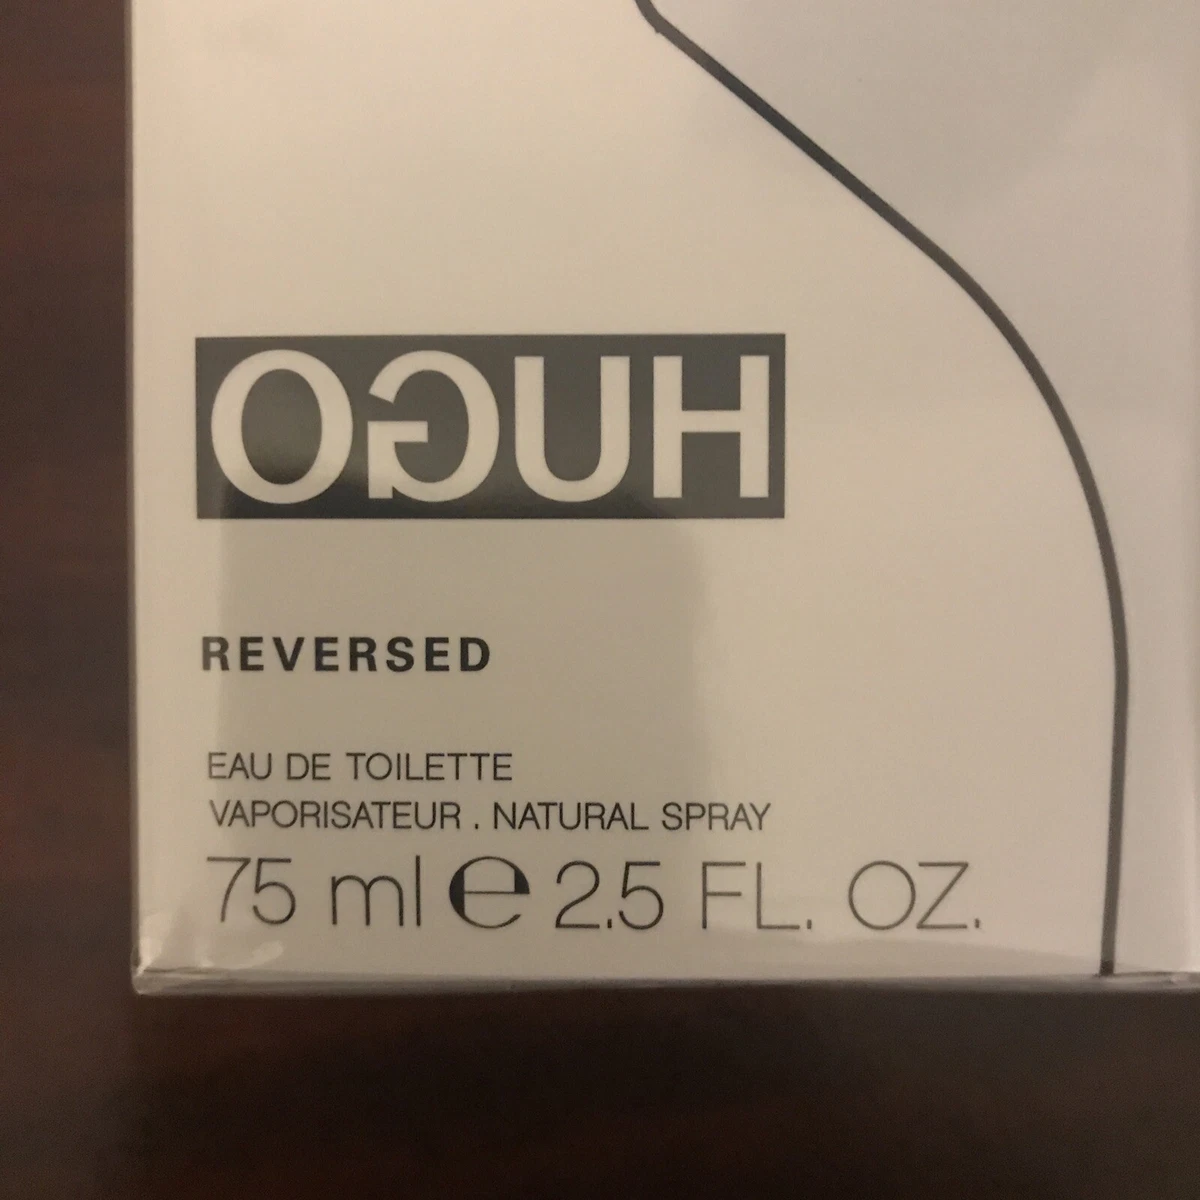 HUGO
REVERSED
EAU DE TOILETTE
VAPORISATEUR . NATURAL SPRAY
75 ml e 2.5 FL. OZ.